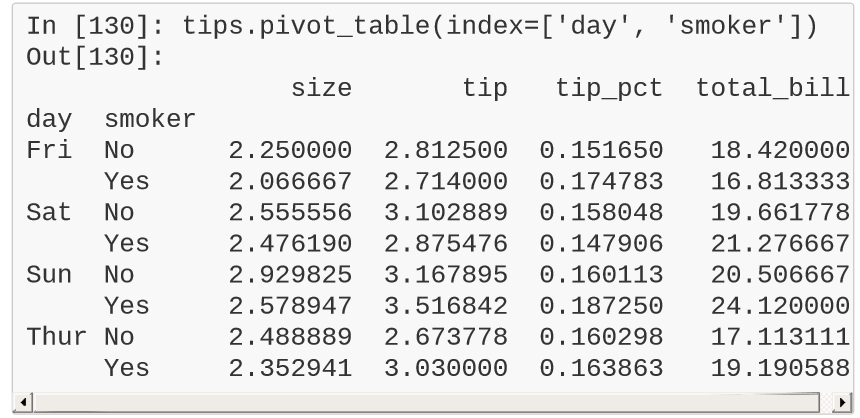 In [130]: tips.pivot_table(index=['day', 'smoker'])
Out[130]:
                 size       tip   tip_pct  total_bill
day  smoker
Fri  No      2.250000  2.812500  0.151650   18.420000
     Yes     2.066667  2.714000  0.174783   16.813333
Sat  No      2.555556  3.102889  0.158048   19.661778
     Yes     2.476190  2.875476  0.147906   21.276667
Sun  No      2.929825  3.167895  0.160113   20.506667
     Yes     2.578947  3.516842  0.187250   24.120000
Thur No      2.488889  2.673778  0.160298   17.113111
     Yes     2.352941  3.030000  0.163863   19.190588